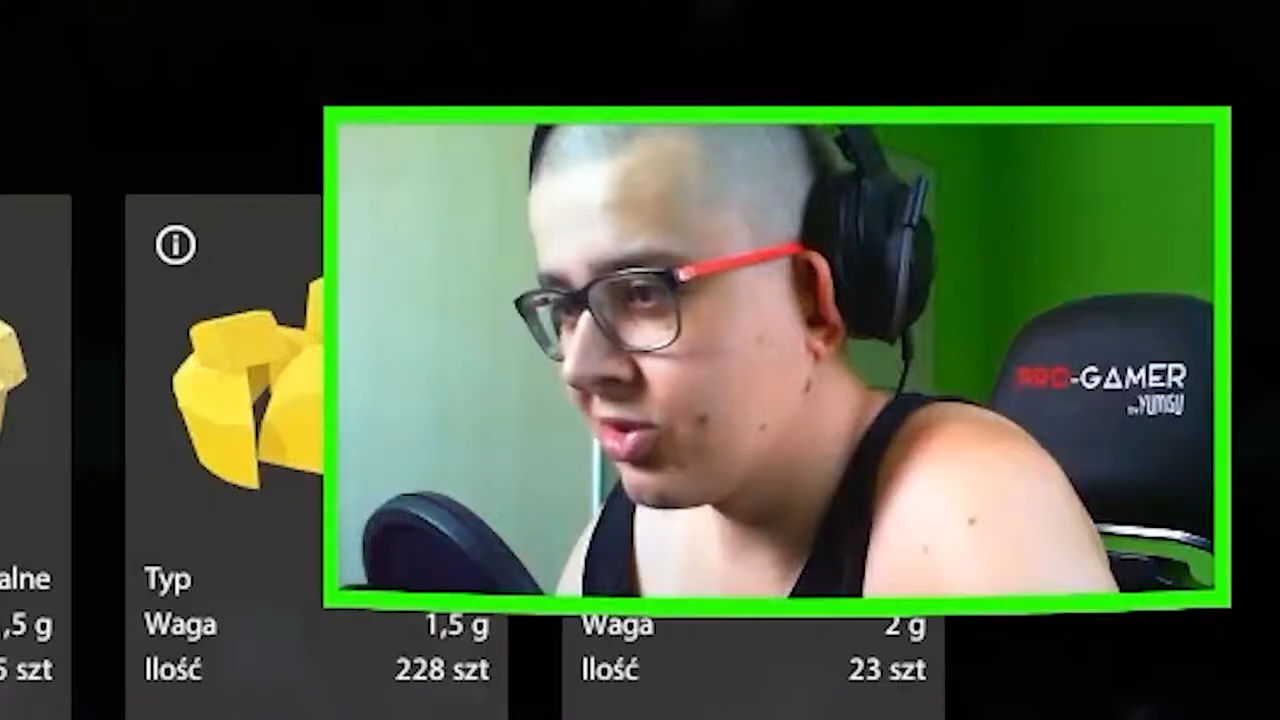 PRO-GAMER
BY YUMISU
alne
,5 g
5 szt
Typ
Waga
1,5 g
Ilość
228 szt
Waga
2 g
Ilość
23 szt